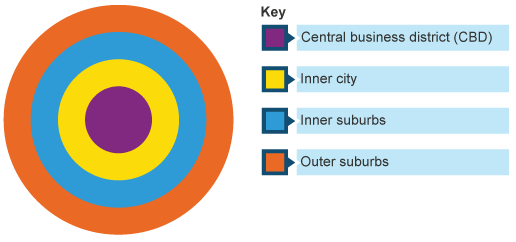 Key
Central business district (CBD)
Inner city
Inner suburbs
Outer suburbs